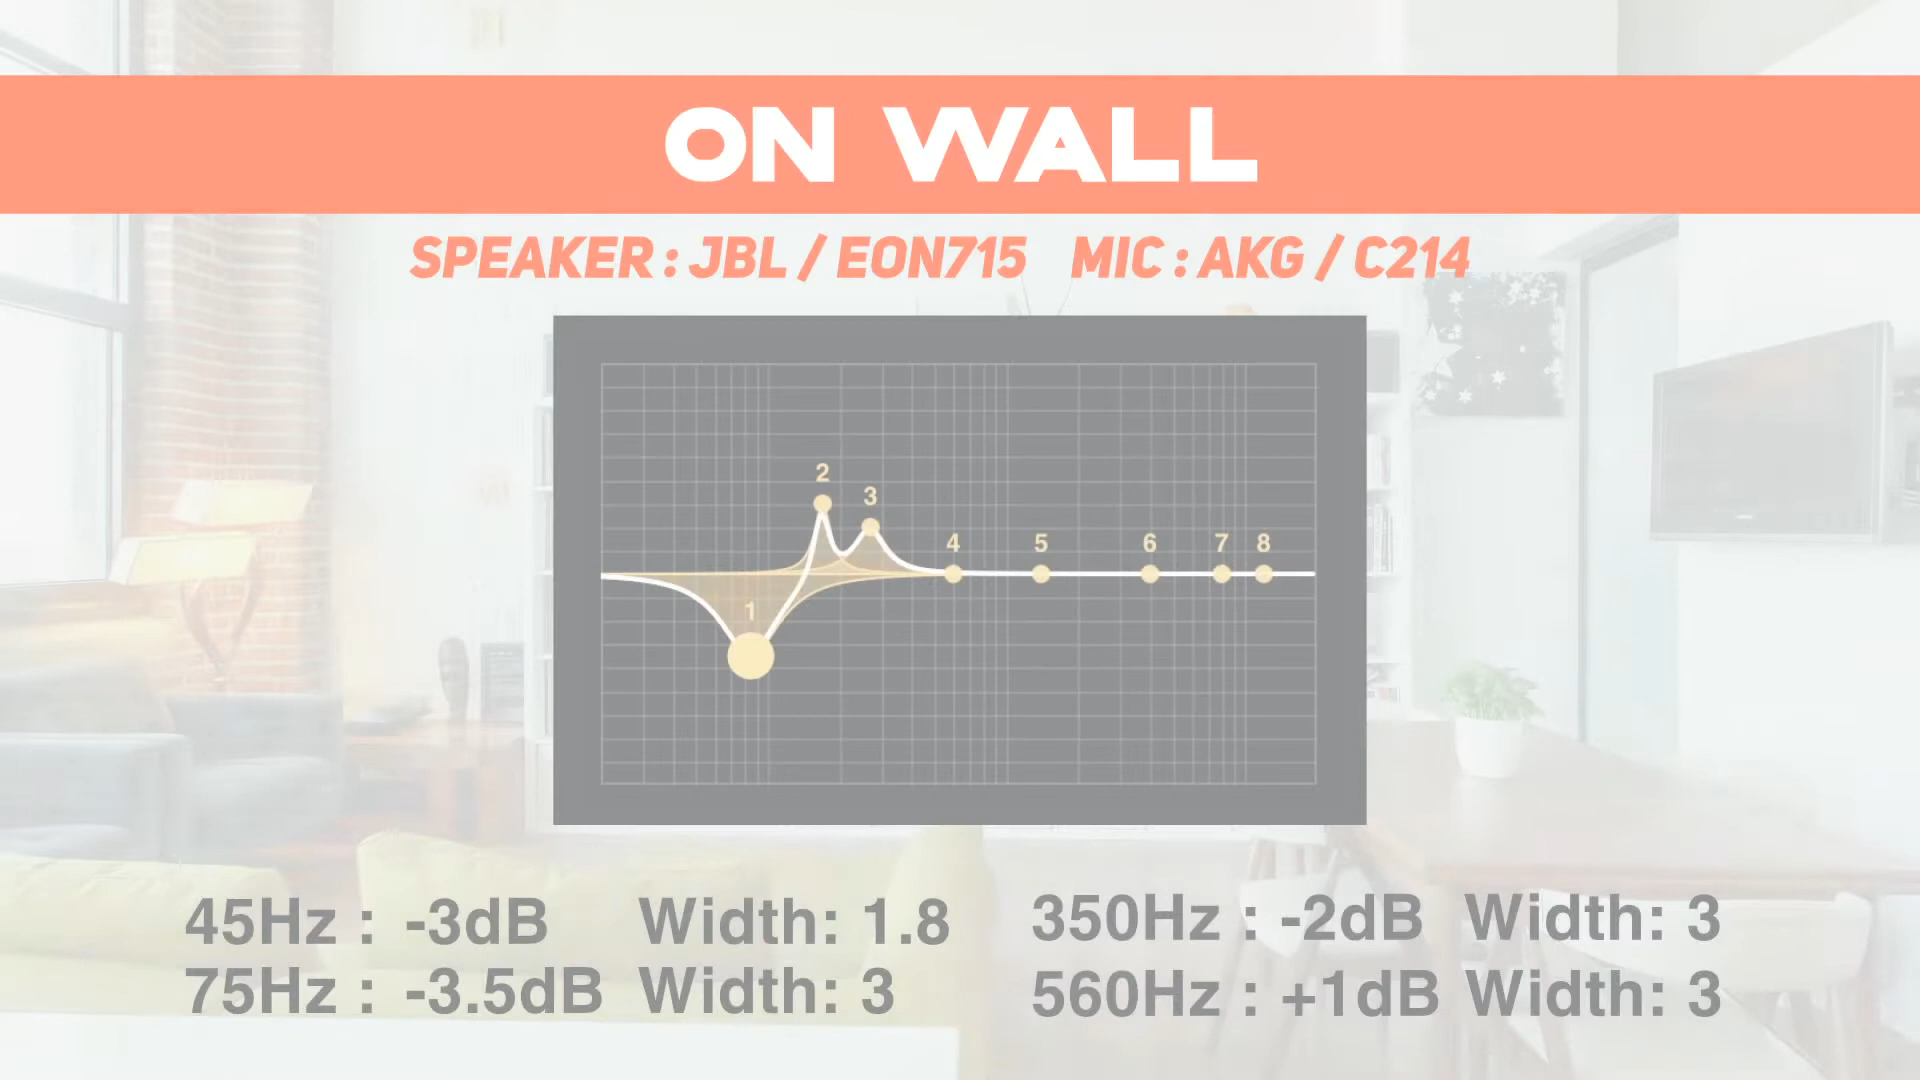 ON WALL
SPEAKER : JBL / EON715 MIC : AKG / C214
2
3
4 5 6 7 8
1
45Hz : -3dB Width: 1.8
75Hz : -3.5dB Width: 3
350Hz : -2dB Width: 3
560Hz : +1dB Width: 3